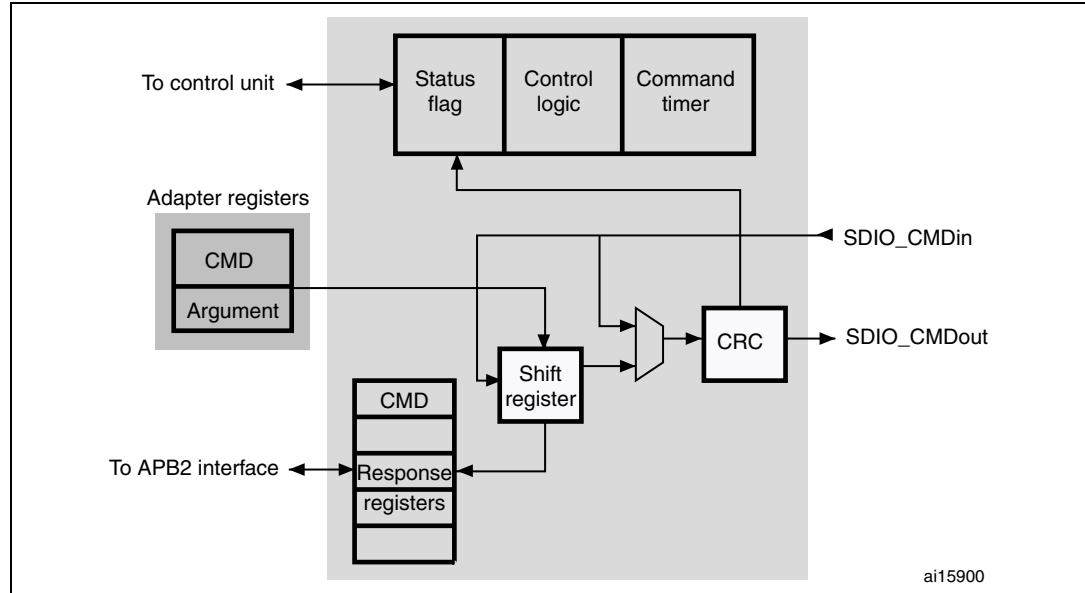 To control unit
Status
flag
Control
logic
Command
timer
Adapter registers
CMD
Argument
SDIO_CMDin
SDIO_CMDout
CRC
Shift
register
CMD
To APB2 interface
Response
registers
ai15900